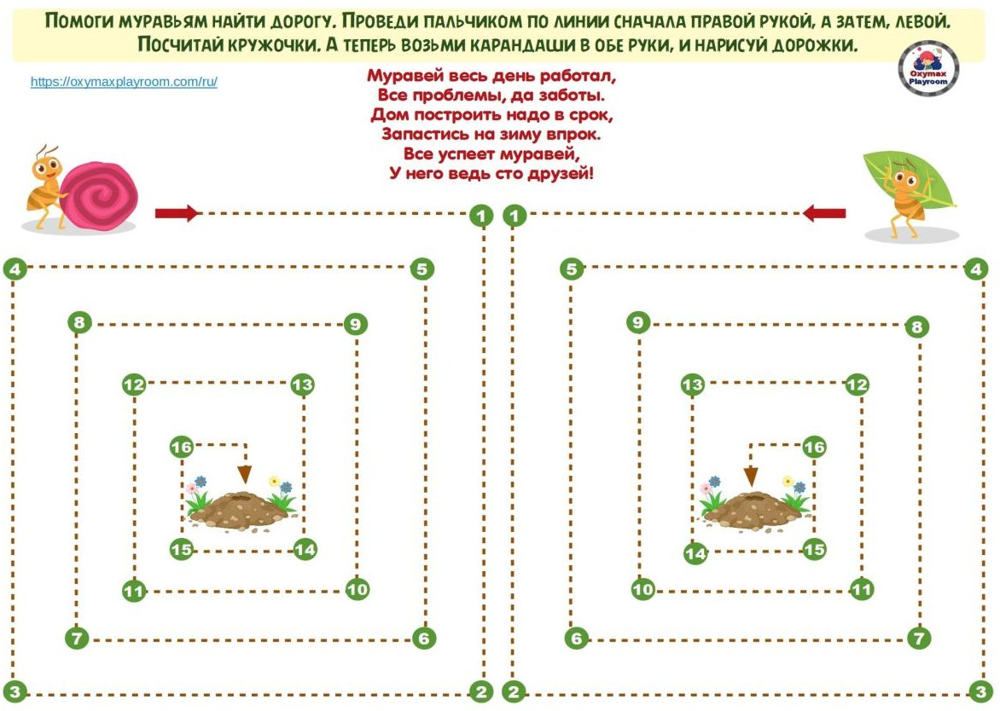 Помоги муравьям найти дорогу. Проведи пальчиком по линии сначала правой рукой, а затем, левой.
Посчитай кружочки. А теперь возьми карандаши в обе руки, и нарисуй дорожки.
https://oxymaxplayroom.com/ru/
Oxymax
Playroom
Муравей весь день работал,
Все проблемы, да заботы.
Дом построить надо в срок,
Запастись на зиму впрок.
Все успеет муравей,
У него ведь сто друзей!
1 1
4 5 5 4
8 9 9 8
12 13 13 12
16 16
15 14 14 15
11 10 10 11
7 6 6 7
3 2 2 3